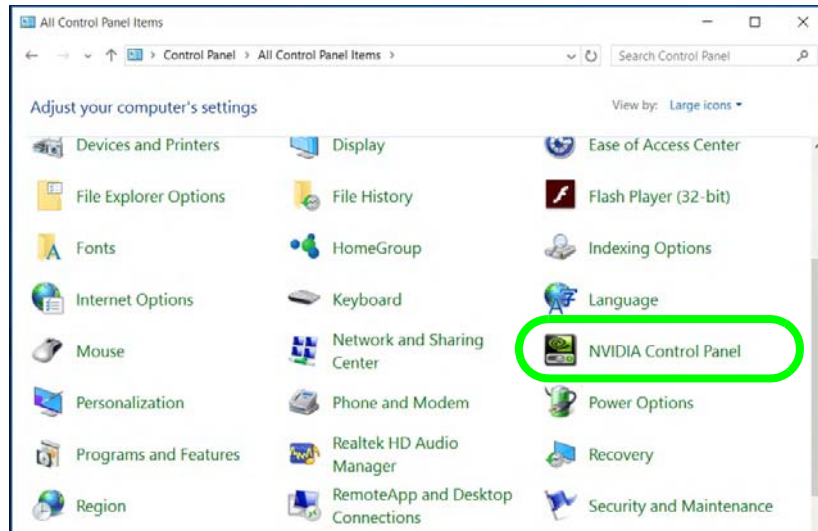 All Control Panel Items
Control Panel > All Control Panel Items >
Search Control Panel
Adjust your computer's settings
View by: Large icons
Devices and Printers
Display
Ease of Access Center
File Explorer Options
File History
Flash Player (32-bit)
Fonts
HomeGroup
Indexing Options
Internet Options
Keyboard
Language
Mouse
Network and Sharing
Center
NVIDIA Control Panel
Personalization
Phone and Modem
Power Options
Programs and Features
Realtek HD Audio
Manager
Recovery
Region
RemoteApp and Desktop
Connections
Security and Maintenance